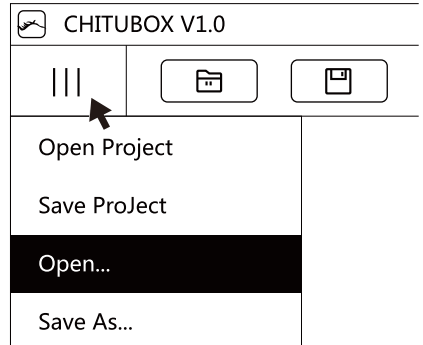 CHITUBOX V1.0
Open Project
Save ProJect
Open...
Save As...